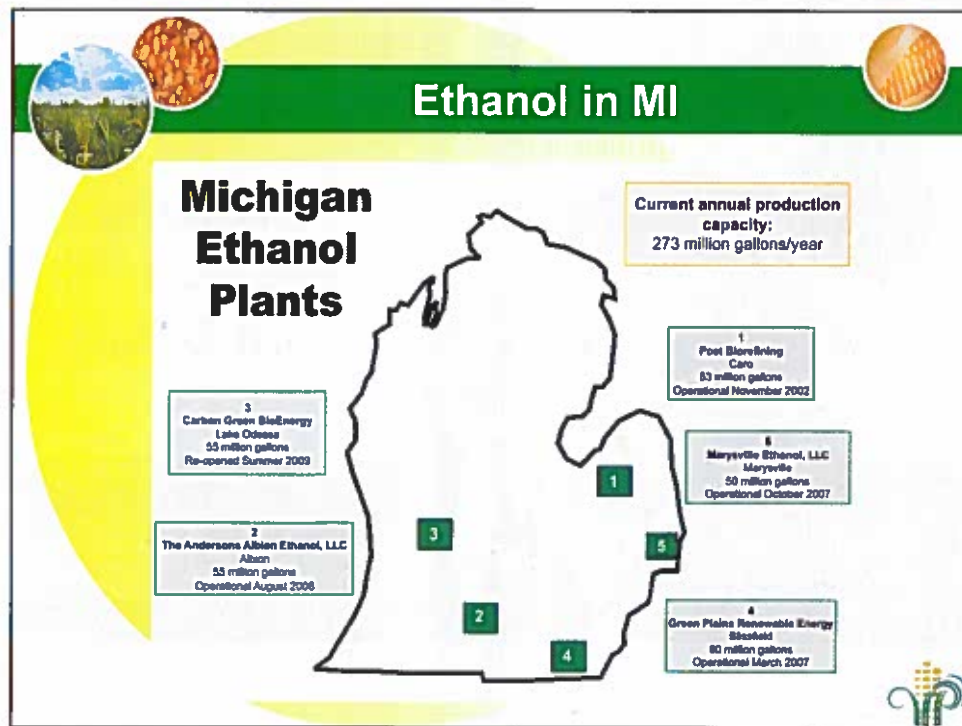 Ethanol in MI
Michigan
Ethanol
Plants
Current annual production
capacity:
273 million gallons/year
1
Poet Biorefining
Caro
53 million gallons
Operational November 2002
3
Carbon Green BioEnergy
Lake Odessa
55 million gallons
Re-opened Summer 2009
5
Marysville Ethanol, LLC
Marysville
50 million gallons
Operational October 2007
2
The Andersons Albion Ethanol, LLC
Albion
55 million gallons
Operational August 2006
4
Green Plains Renewable Energy
Blissfield
60 million gallons
Operational March 2007
1
3
5
2
4